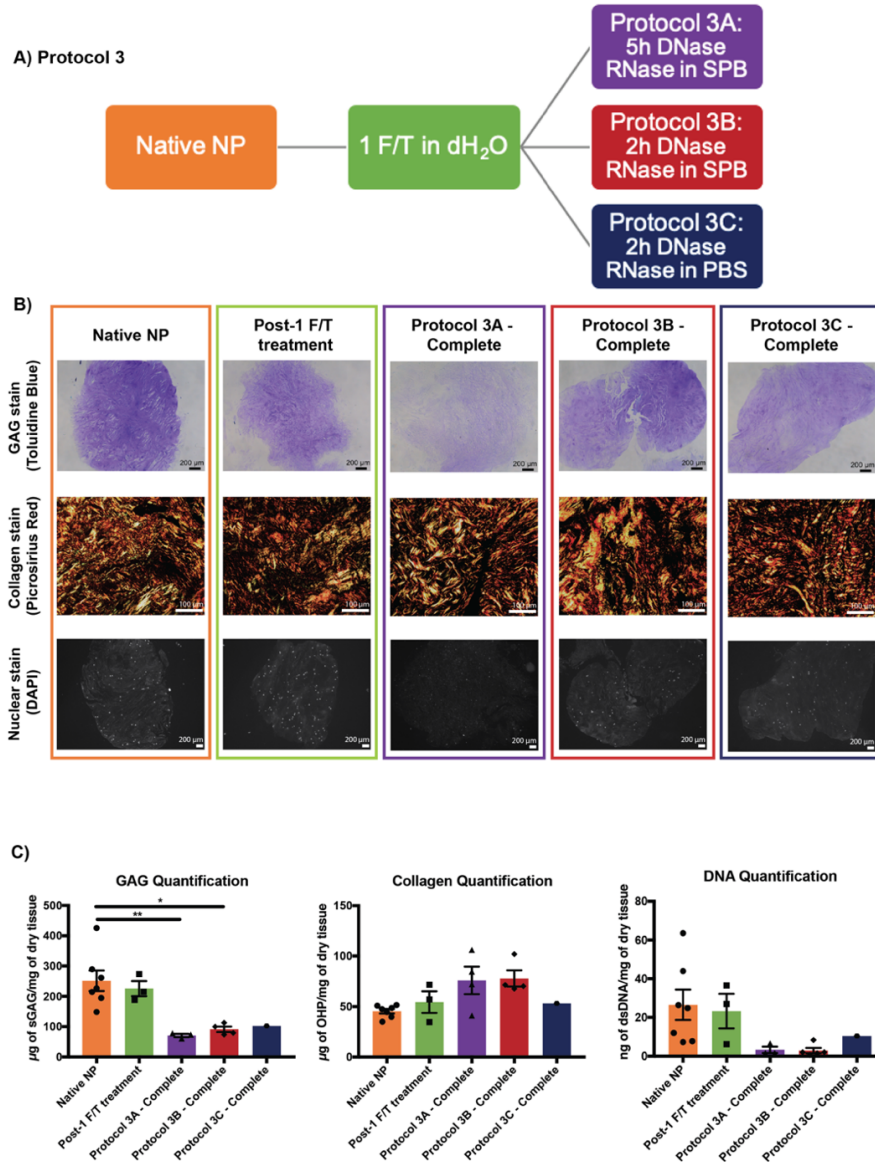 A) Protocol 3
Native NP
1 F/T in dH₂O
Protocol 3A:
5h DNase
RNase in SPB
Protocol 3B:
2h DNase
RNase in SPB
Protocol 3C:
2h DNase
RNase in PBS
B)
Native NP
Post-1 F/T
treatment
Protocol 3A -
Complete
Protocol 3B -
Complete
Protocol 3C -
Complete
GAG stain
(Toluidine Blue)
200 µm
200 µm
200 µm
200 µm
200 µm
Collagen stain
(Picrosirius Red)
100 µm
100 µm
100 µm
100 µm
100 µm
Nuclear stain
(DAPI)
200 µm
200 µm
200 µm
200 µm
200 µm
C)
GAG Quantification
µg of sGAG/mg of dry tissue
500
400
300
200
100
0
*
**
Native NP
Post-1 F/T treatment
Protocol 3A - Complete
Protocol 3B - Complete
Protocol 3C - Complete
Collagen Quantification
µg of OHP/mg of dry tissue
150
100
50
0
Native NP
Post-1 F/T treatment
Protocol 3A - Complete
Protocol 3B - Complete
Protocol 3C - Complete
DNA Quantification
ng of dsDNA/mg of dry tissue
80
60
40
20
0
Native NP
Post-1 F/T treatment
Protocol 3A - Complete
Protocol 3B - Complete
Protocol 3C - Complete